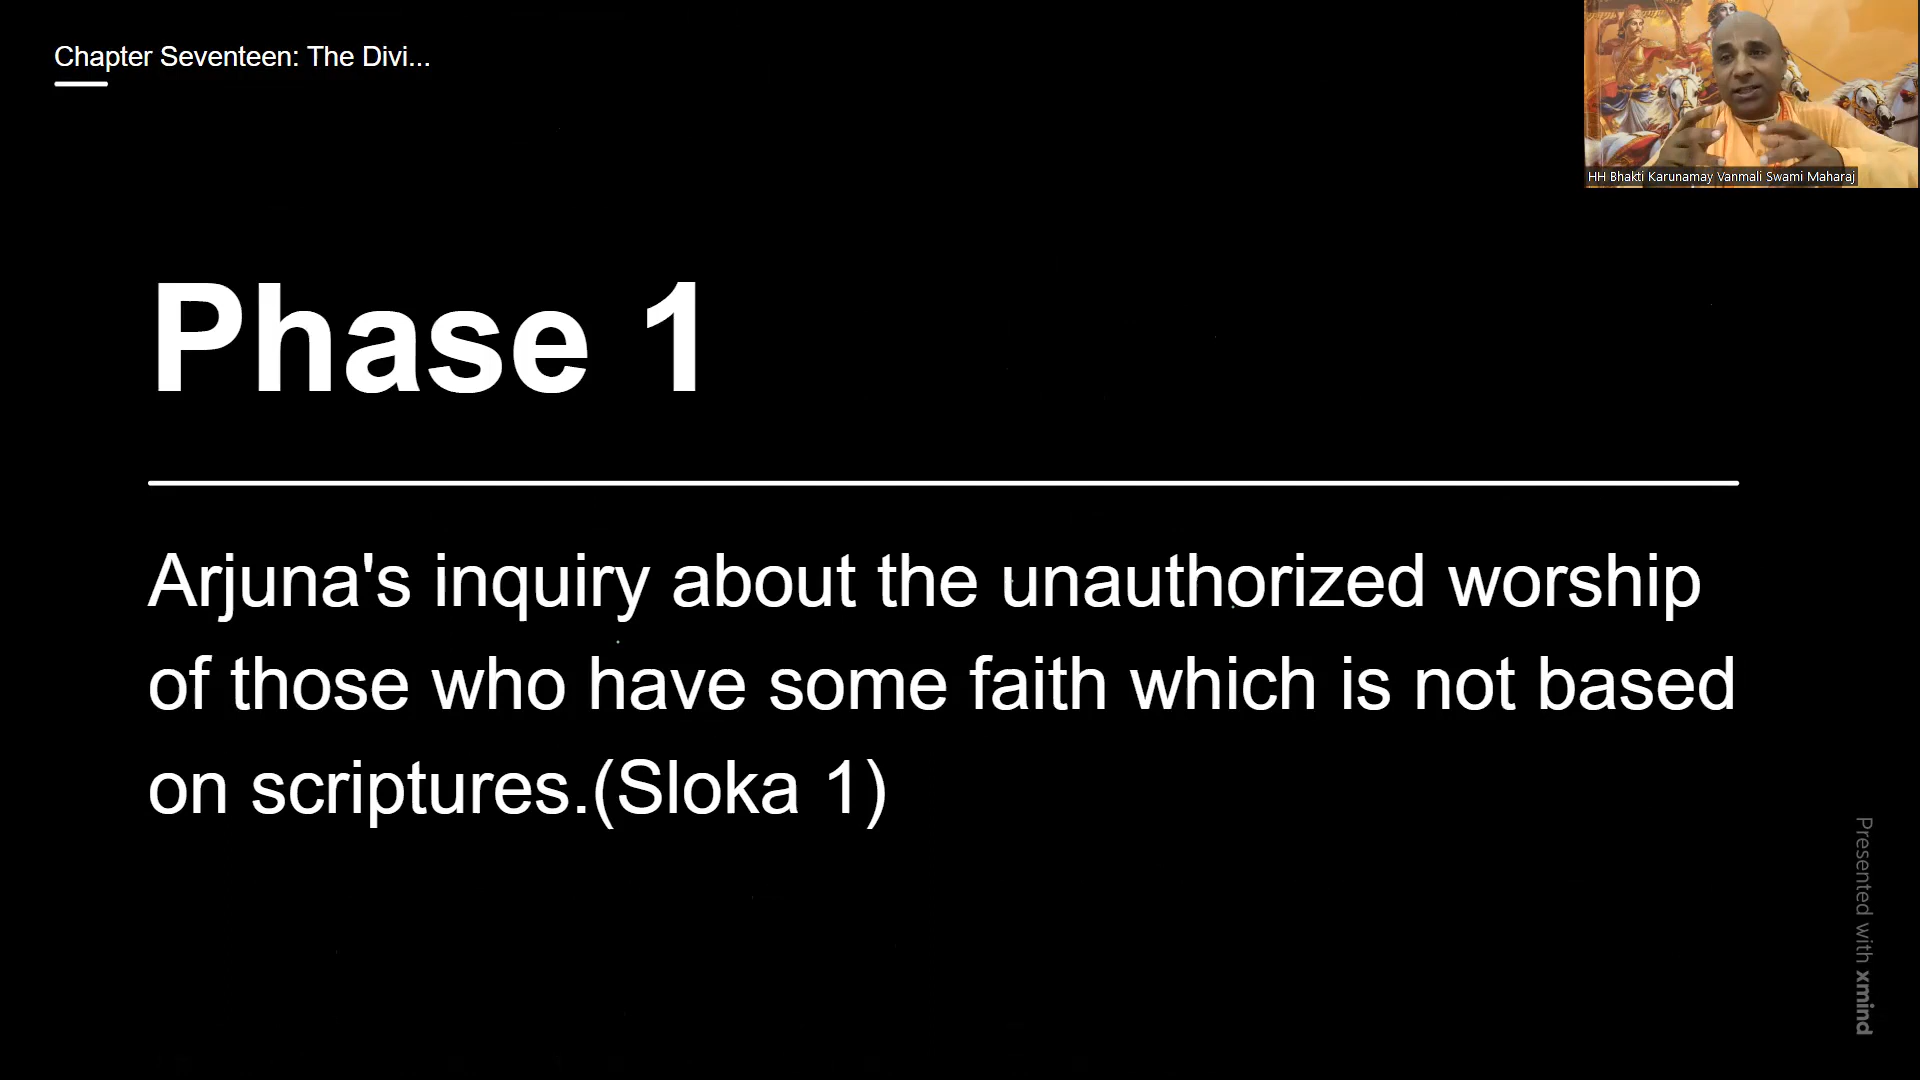 Chapter Seventeen: The Divi...
HH Bhakti Karunamay Vanmali Swami Maharaj
Phase 1
Arjuna's inquiry about the unauthorized worship
of those who have some faith which is not based
on scriptures.(Sloka 1)
Presented with xmind